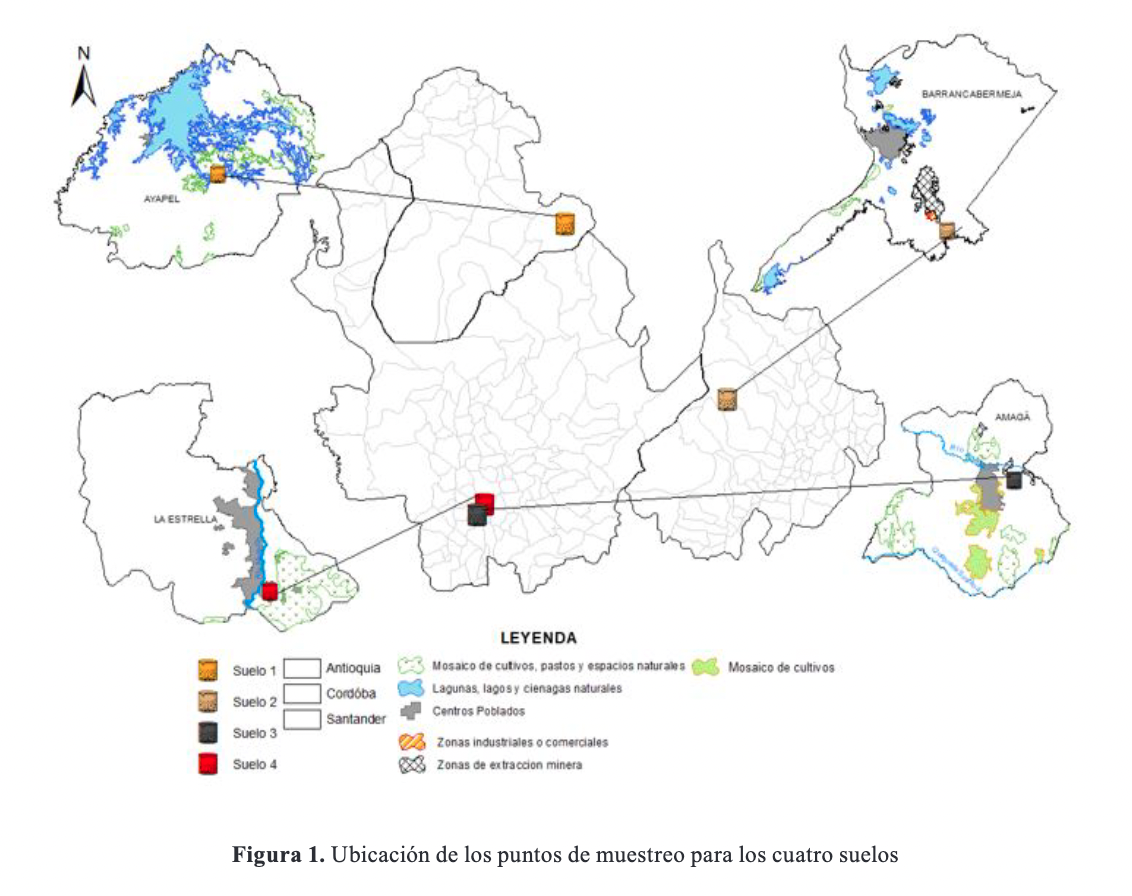 N
BARRANCABERMEJA
AYAPEL
AMAGÁ
LA ESTRELLA
LEYENDA
Suelo 1
Suelo 2
Suelo 3
Suelo 4
Antioquia
Cordóba
Santander
Mosaico de cultivos, pastos y espacios naturales
Lagunas, lagos y cienagas naturales
Centros Poblados
Zonas industriales o comerciales
Zonas de extraccion minera
Mosaico de cultivos
Figura 1. Ubicación de los puntos de muestreo para los cuatro suelos